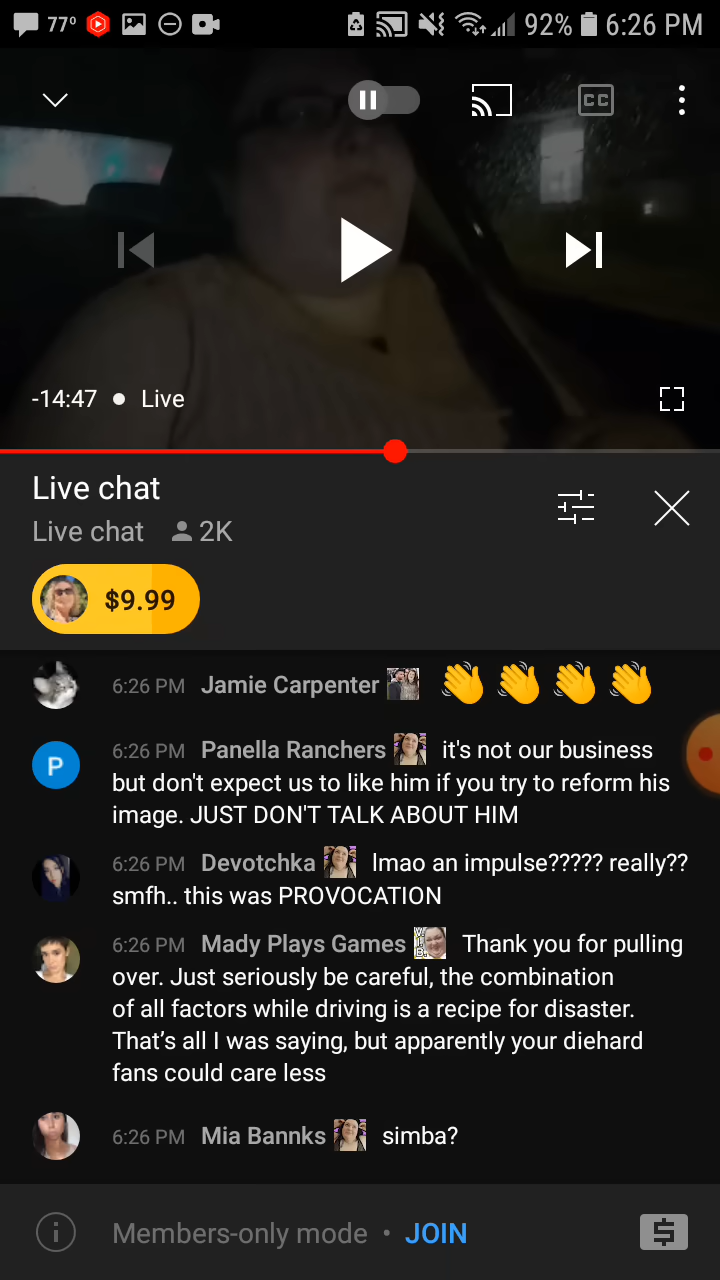 77° 92% 6:26 PM
CC
-14:47 • Live
Live chat
Live chat 2K
$9.99
6:26 PM Jamie Carpenter 👋 👋 👋 👋
6:26 PM Panella Ranchers it's not our business
but don't expect us to like him if you try to reform his
image. JUST DON'T TALK ABOUT HIM
P
6:26 PM Devotchka lmao an impulse????? really??
smfh.. this was PROVOCATION
6:26 PM Mady Plays Games Thank you for pulling
over. Just seriously be careful, the combination
of all factors while driving is a recipe for disaster.
That’s all I was saying, but apparently your diehard
fans could care less
6:26 PM Mia Bannks simba?
Members-only mode • JOIN